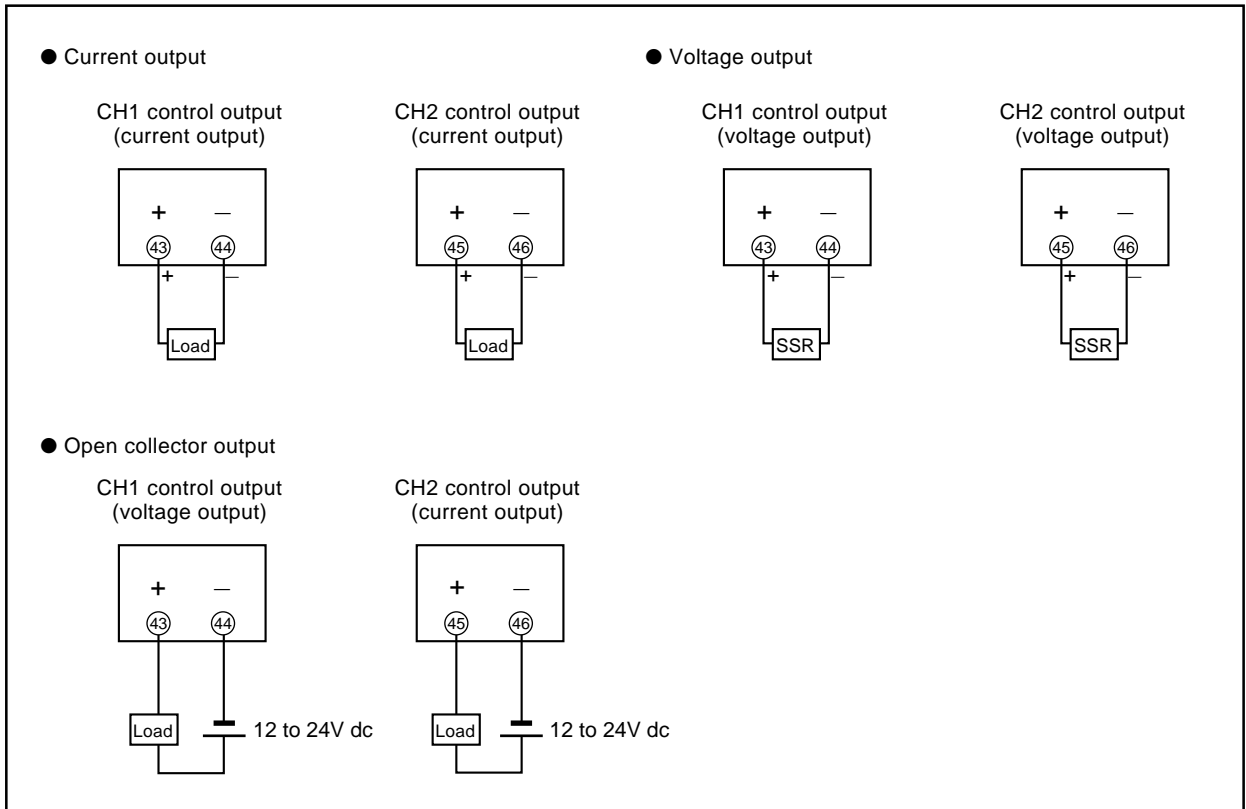 ● Current output
CH1 control output
(current output)
+ −
43 44
+ −
Load
CH2 control output
(current output)
+ −
45 46
+ −
Load
● Voltage output
CH1 control output
(voltage output)
+ −
43 44
+ −
SSR
CH2 control output
(voltage output)
+ −
45 46
+ −
SSR
● Open collector output
CH1 control output
(voltage output)
+ −
43 44
Load
12 to 24V dc
CH2 control output
(current output)
+ −
45 46
Load
12 to 24V dc